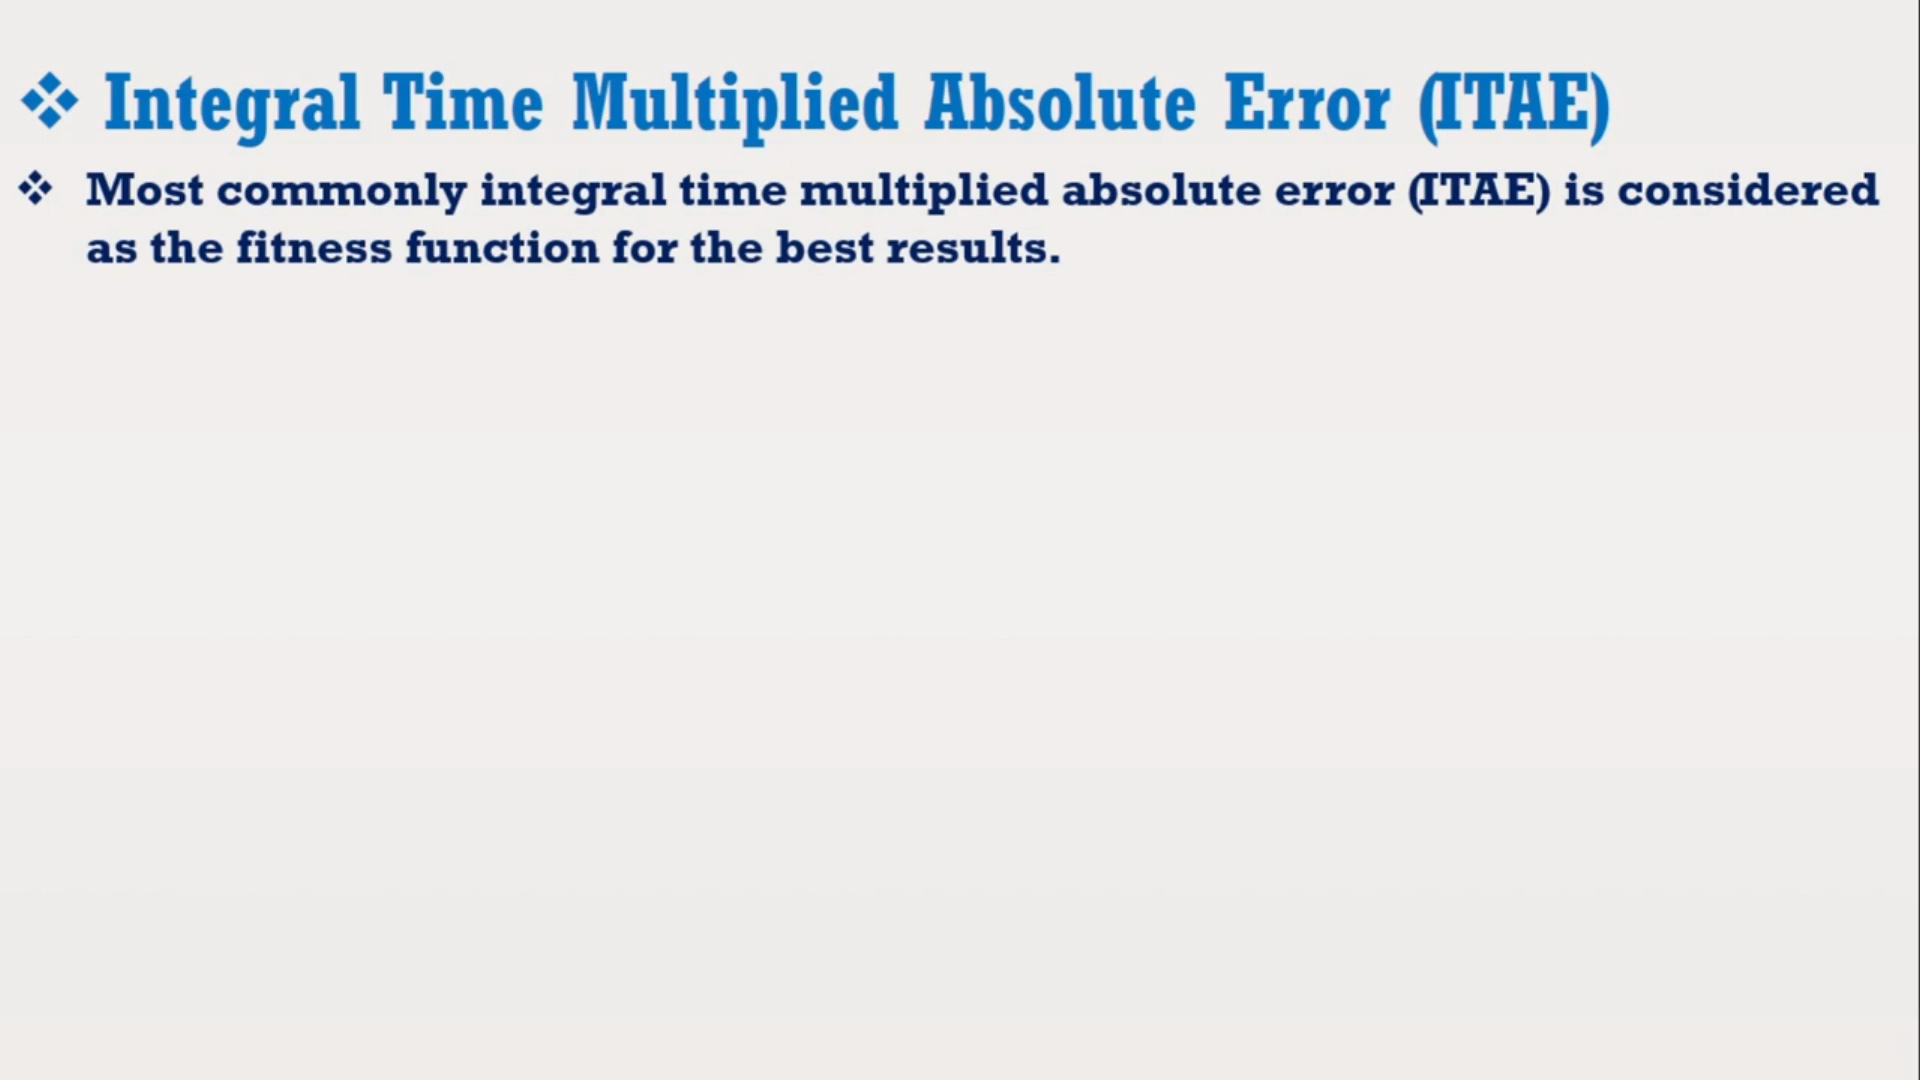 ❖ Integral Time Multiplied Absolute Error (ITAE)
❖ Most commonly integral time multiplied absolute error (ITAE) is considered
as the fitness function for the best results.